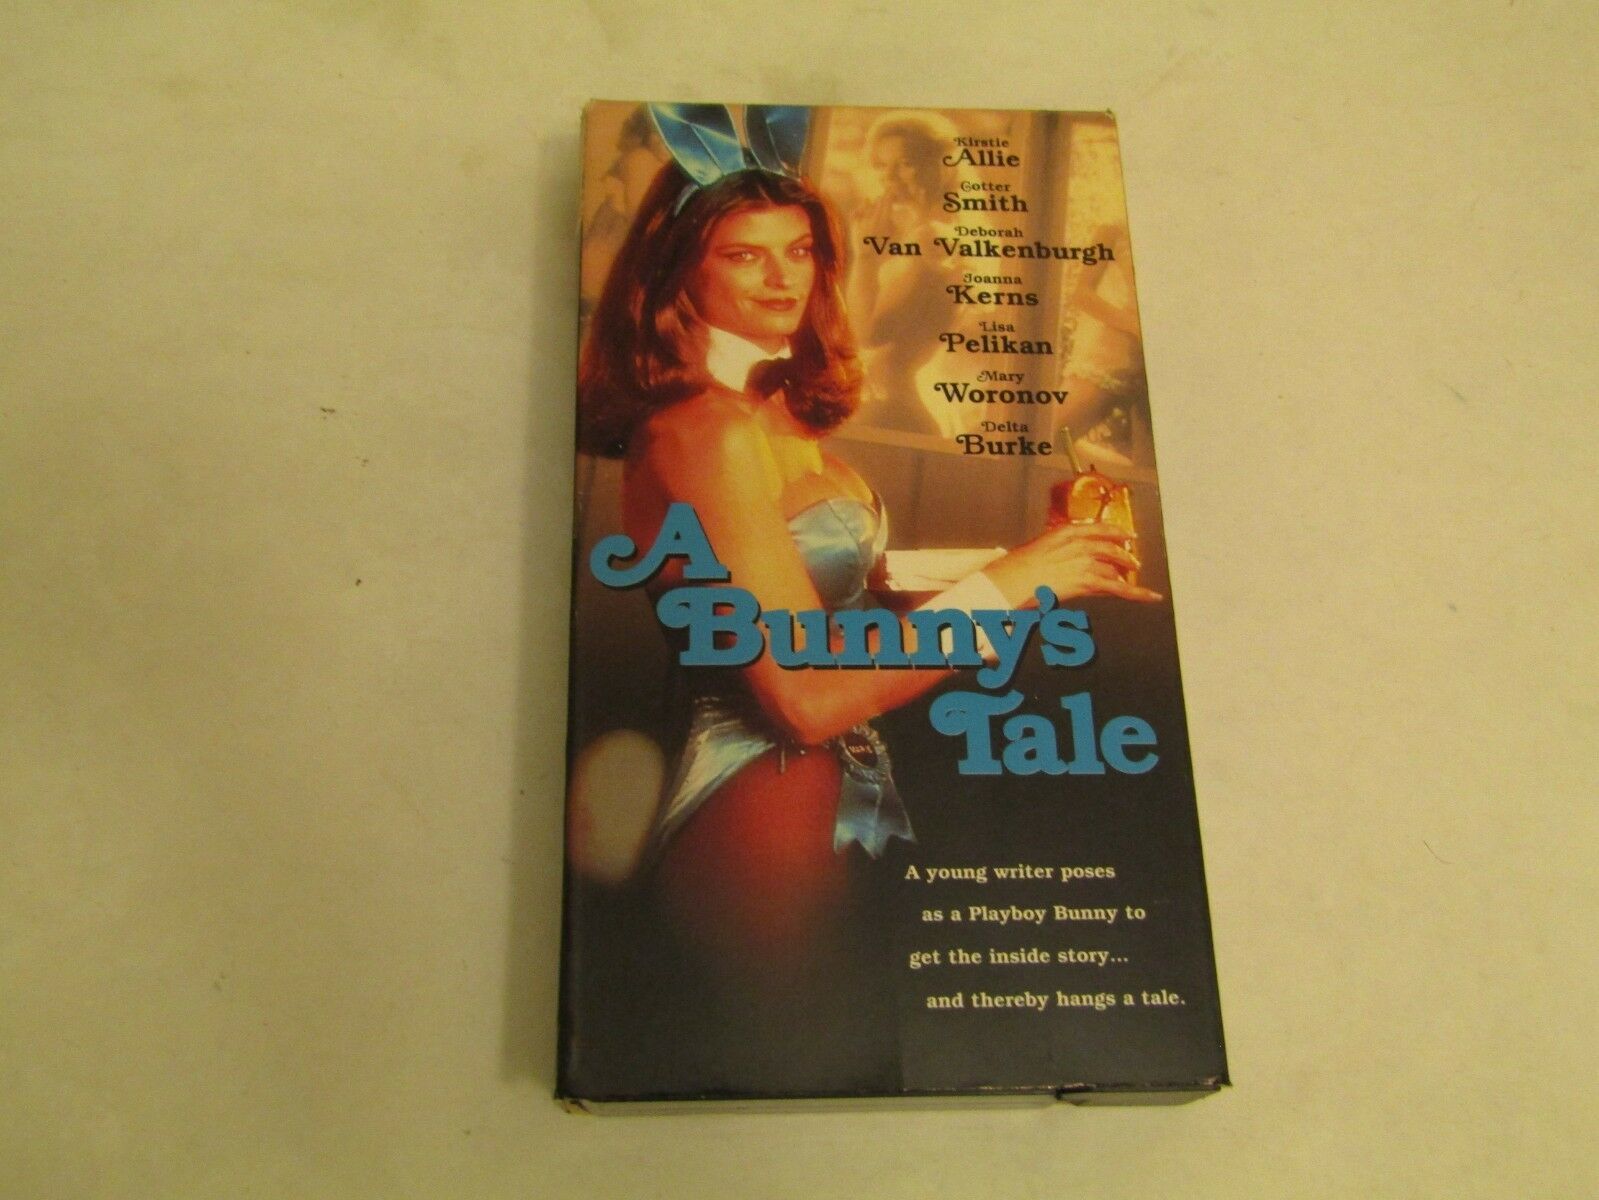 Kirstie
Allie
Cotter
Smith
Deborah
Van Valkenburgh
Joanna
Kerns
Lisa
Pelikan
Mary
Woronov
Delta
Burke
A
Bunny's
Tale
A young writer poses
as a Playboy Bunny to
get the inside story...
and thereby hangs a tale.